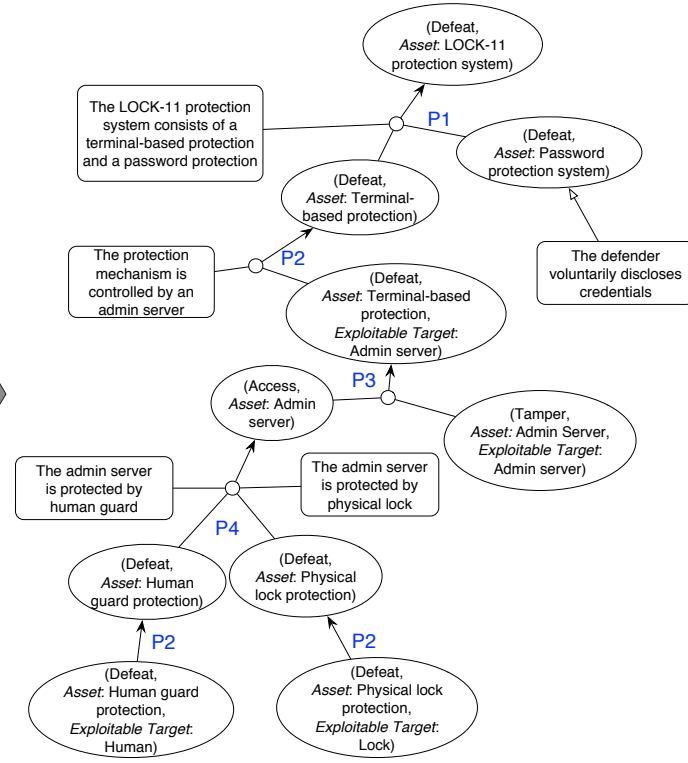 (Defeat,
Asset: LOCK-11
protection system)
The LOCK-11 protection
system consists of a
terminal-based protection
and a password protection
P1
(Defeat,
Asset: Password
protection system)
(Defeat,
Asset: Terminal-
based protection)
The protection
mechanism is
controlled by an
admin server
P2
The defender
voluntarily discloses
credentials
(Defeat,
Asset: Terminal-based
protection,
Exploitable Target:
Admin server)
P3
(Access,
Asset: Admin
server)
(Tamper,
Asset: Admin Server,
Exploitable Target:
Admin server)
The admin server
is protected by
human guard
The admin server
is protected by
physical lock
P4
(Defeat,
Asset: Human
guard protection)
(Defeat,
Asset: Physical
lock protection)
P2
P2
(Defeat,
Asset: Human guard
protection,
Exploitable Target:
Human)
(Defeat,
Asset: Physical lock
protection,
Exploitable Target:
Lock)